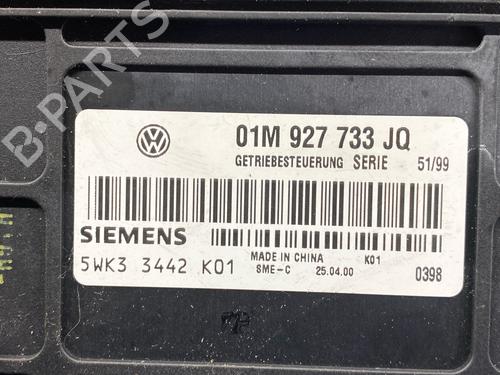 B-PARTS
01M 927 733 JQ
GETRIEBESTEUERUNG SERIE 51/99
SIEMENS
MADE IN CHINA K01
5WK3 3442 K01 SME-C 25.04.00 0398